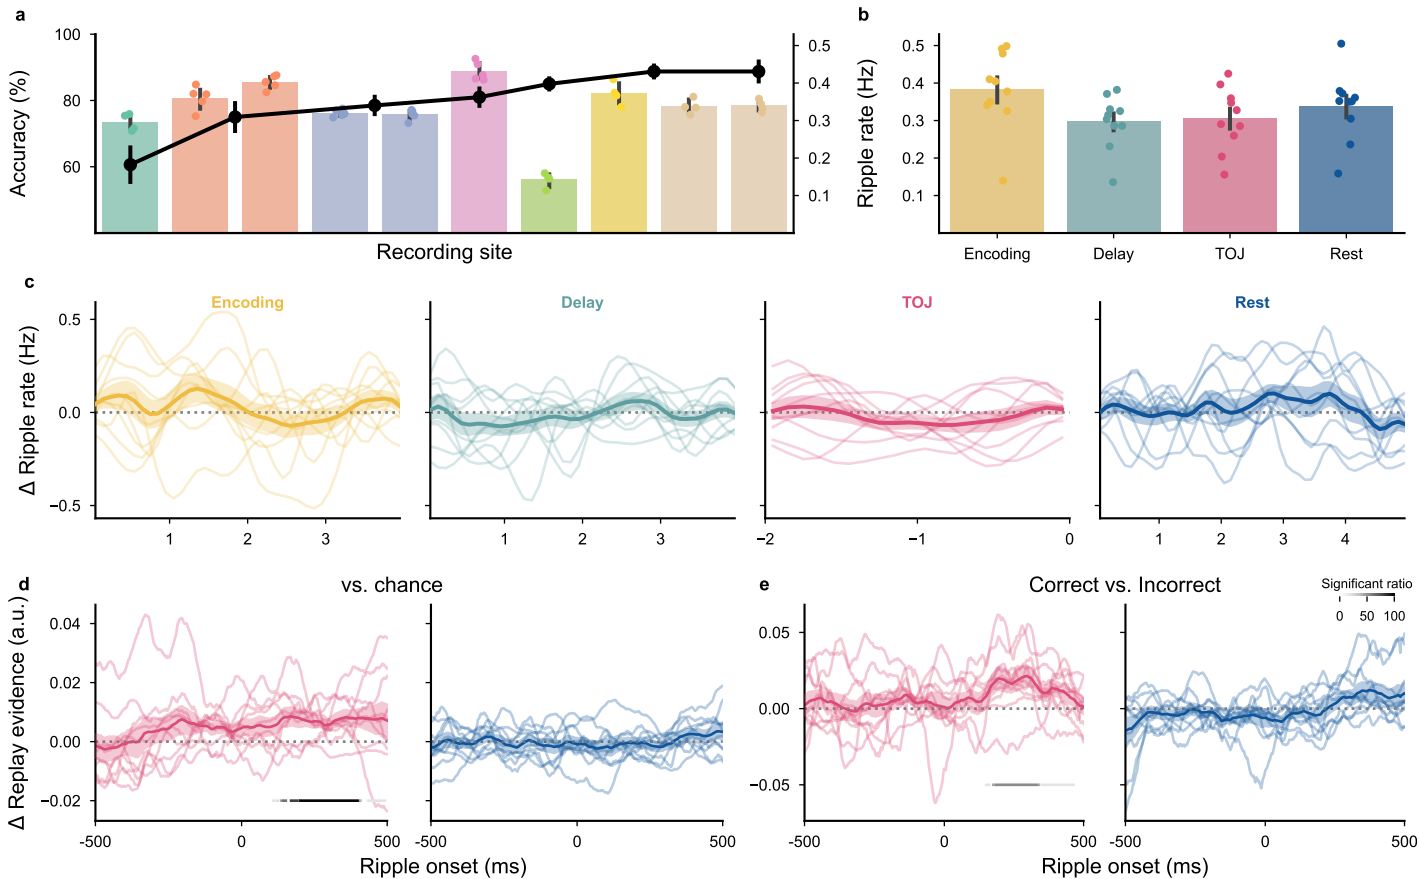 a
Accuracy (%)
100
80
60
0.5
0.4
0.3
0.2
0.1
Recording site
b
Ripple rate (Hz)
0.5
0.4
0.3
0.2
0.1
Encoding
Delay
TOJ
Rest
c
Δ Ripple rate (Hz)
0.5
0.0
−0.5
Encoding
1
2
3
Delay
1
2
3
TOJ
−2
−1
0
Rest
1
2
3
4
d
vs. chance
Δ Replay evidence (a.u.)
0.04
0.02
0.00
−0.02
-500
0
500
-500
0
500
Ripple onset (ms)
e
Correct vs. Incorrect
Significant ratio
0
50
100
0.05
0.00
−0.05
-500
0
500
-500
0
500
Ripple onset (ms)